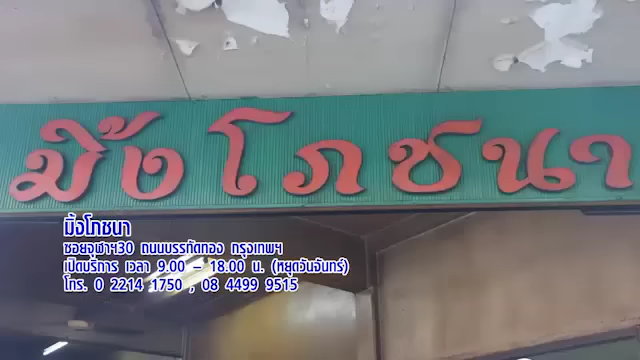 มิ้งโภชนา
มิ้งโภชนา
ซอยจุฬาฯ30 ถนนบรรทัดทอง กรุงเทพฯ
เปิดบริการ เวลา 9.00 – 18.00 น. (หยุดวันจันทร์)
โทร. 0 2214 1750 , 08 4499 9515